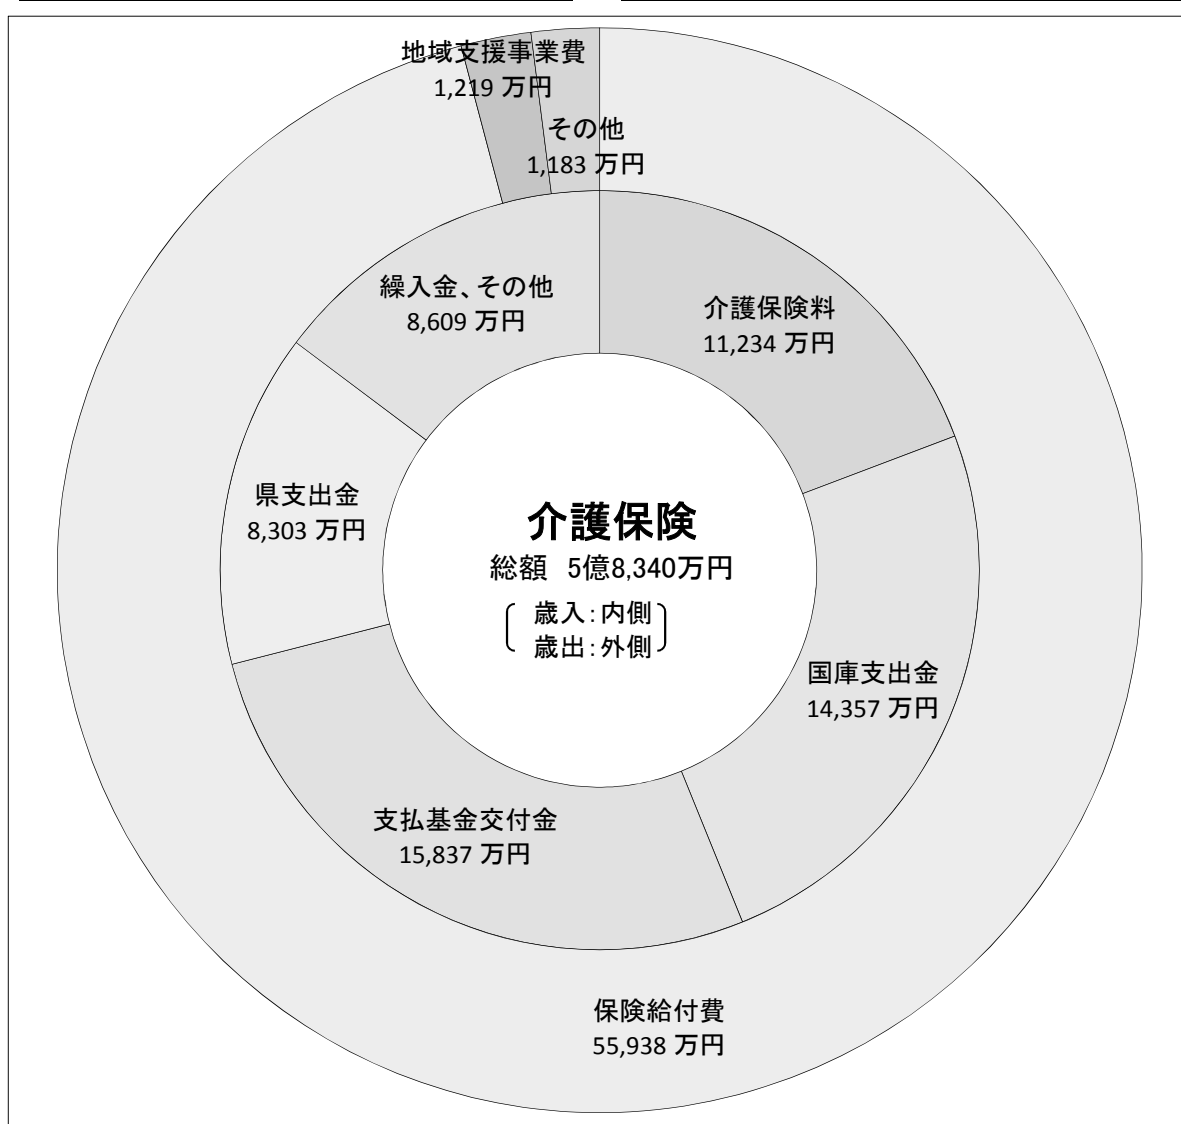 地域支援事業費
1,219 万円
その他
1,183 万円
繰入金、その他
8,609 万円
介護保険料
11,234 万円
県支出金
8,303 万円
介護保険
総額　5億8,340万円
歳入：内側
歳出：外側
国庫支出金
14,357 万円
支払基金交付金
15,837 万円
保険給付費
55,938 万円